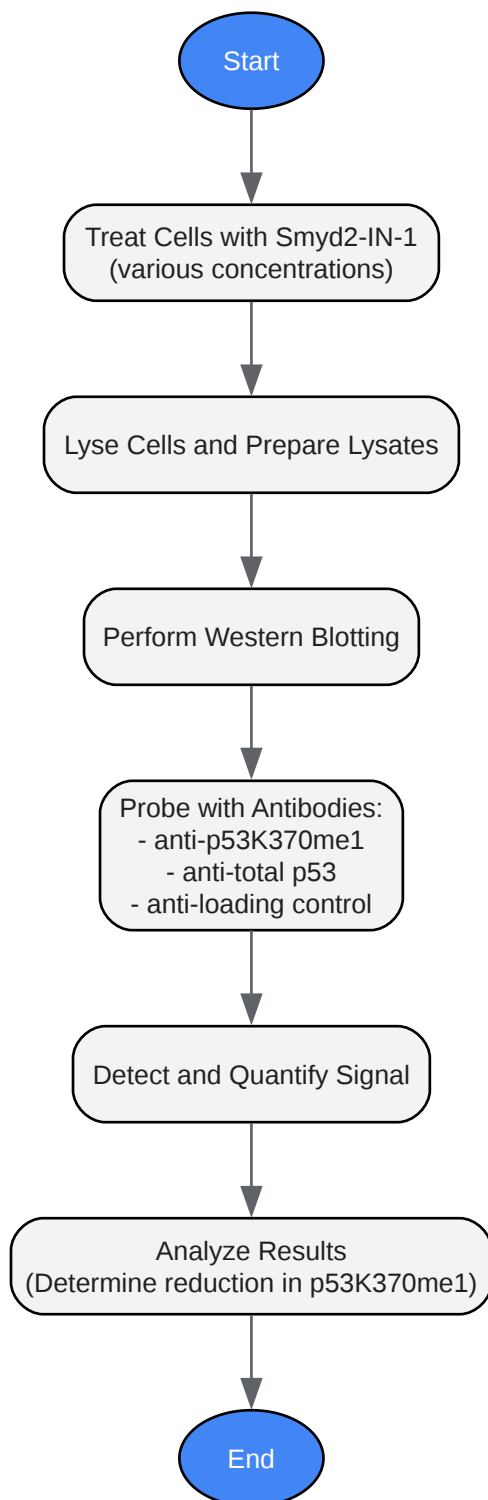 Start
Treat Cells with Smyd2-IN-1
(various concentrations)
Lyse Cells and Prepare Lysates
Perform Western Blotting
Probe with Antibodies:
- anti-p53K370me1
- anti-total p53
- anti-loading control
Detect and Quantify Signal
Analyze Results
(Determine reduction in p53K370me1)
End